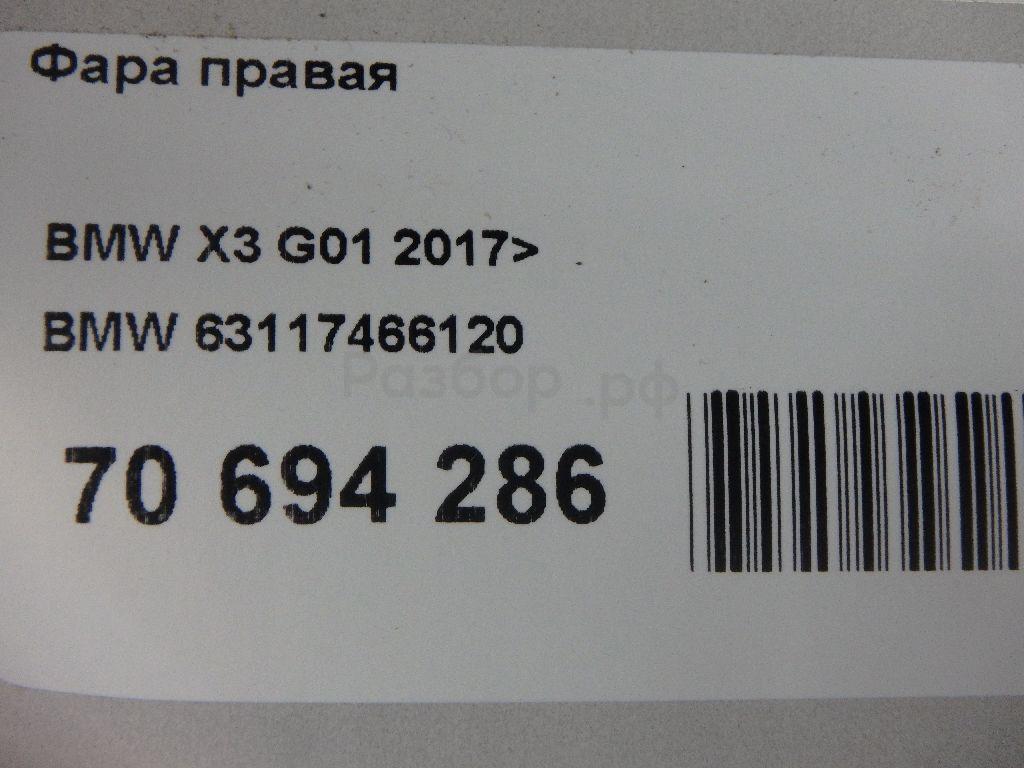 Фара правая
BMW X3 G01 2017>
BMW 63117466120
Разбор.рф
70 694 286